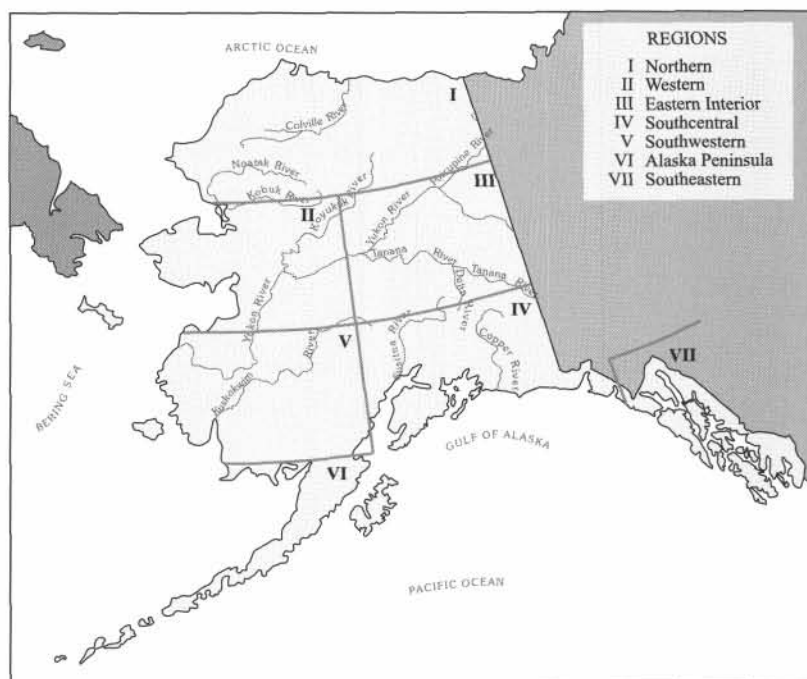 REGIONS
I Northern
II Western
III Eastern Interior
IV Southcentral
V Southwestern
VI Alaska Peninsula
VII Southeastern
ARCTIC OCEAN
I
Colville River
Noatak River
Porcupine River
Kobuk River
III
II
Koyukuk River
Yukon River
Tanana River
Tanana River
Delta River
Yukon River
IV
V
Susitna River
Copper River
River
Kuskokwim
VII
BERING SEA
GULF OF ALASKA
VI
PACIFIC OCEAN